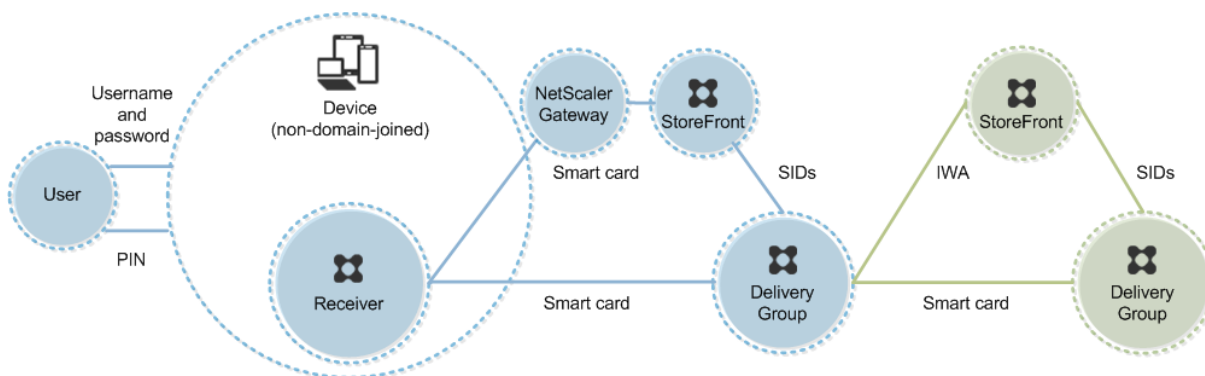 Username
and
password
User
PIN
Device
(non-domain-joined)
Receiver
NetScaler
Gateway
StoreFront
Smart card
SIDs
Smart card
Delivery
Group
StoreFront
IWA
SIDs
Smart card
Delivery
Group